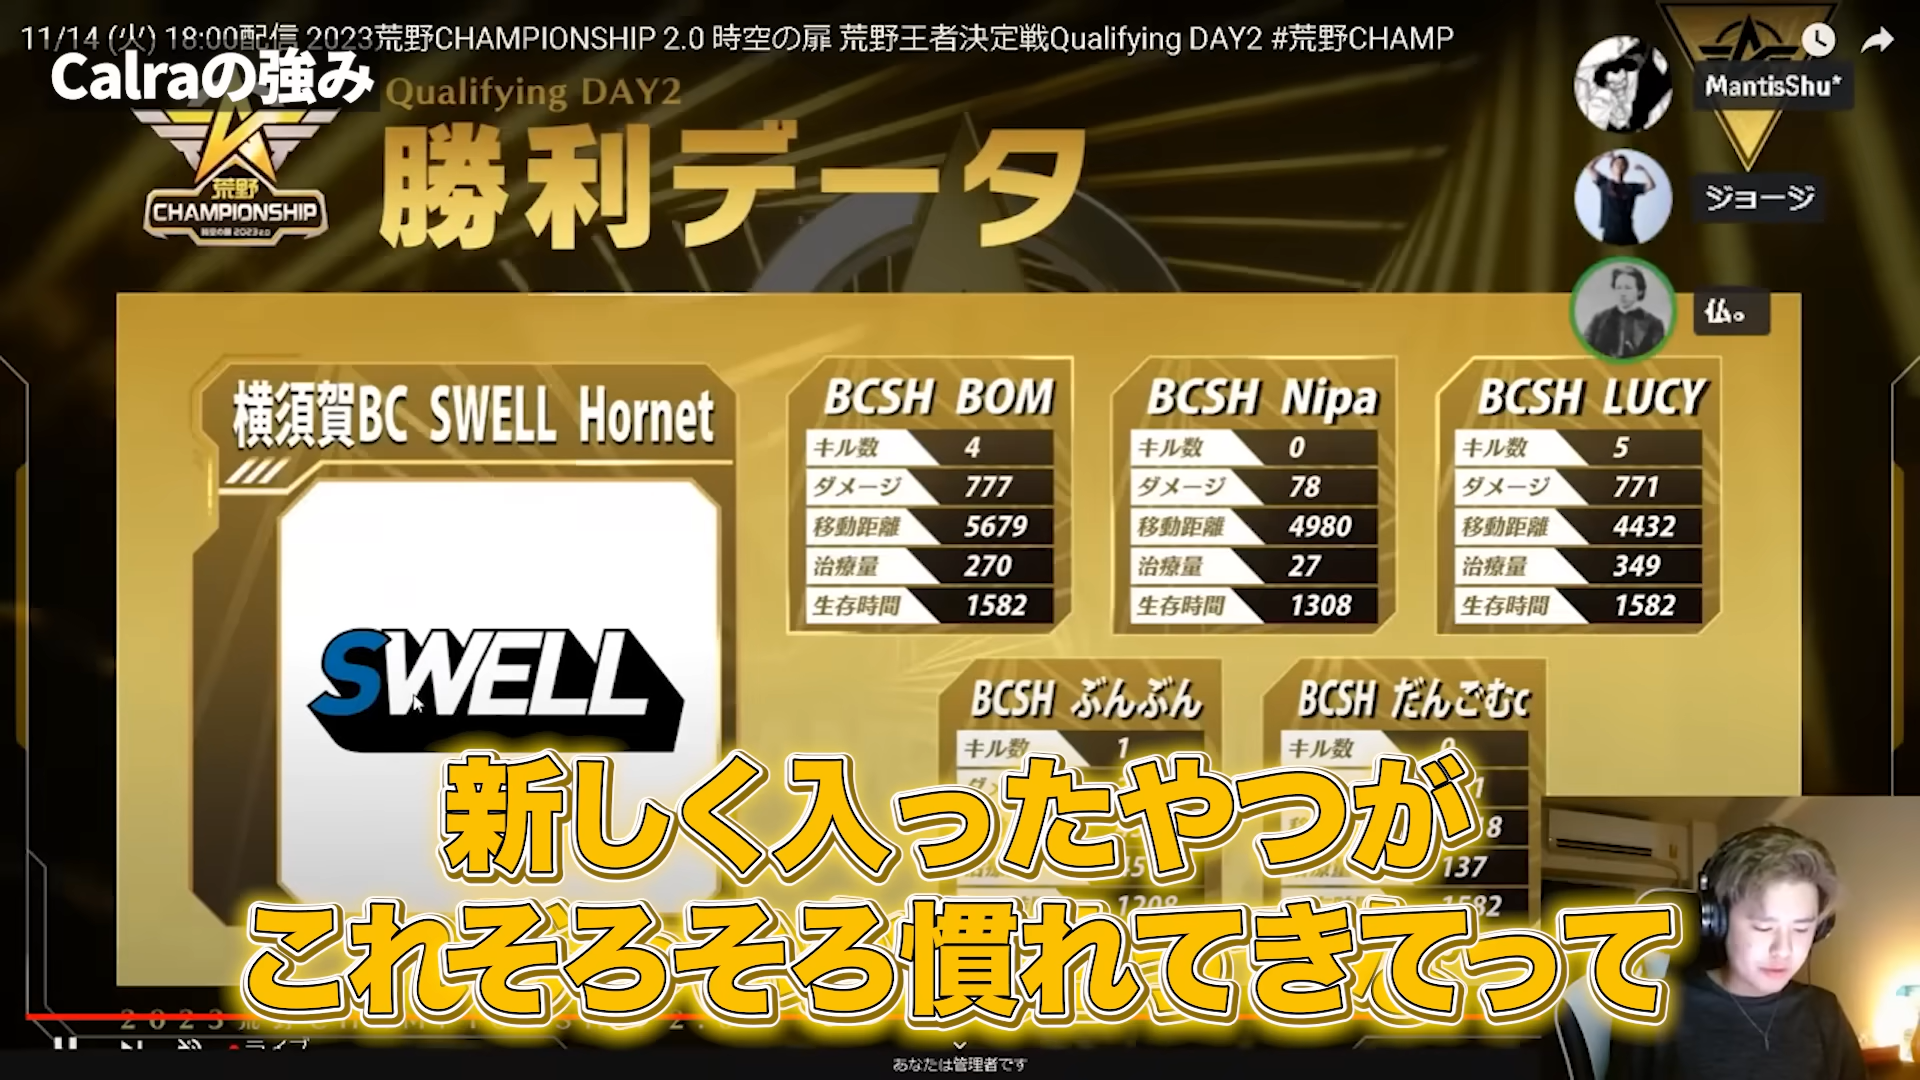 11/14 (火) 18:00配信 2023荒野CHAMPIONSHIP 2.0 時空の扉 荒野王者決定戦Qualifying DAY2 #荒野CHAMP
Calraの強み
Qualifying DAY2
勝利データ
荒野
CHAMPIONSHIP
MantisShu*
ジョージ
仏。
横須賀BC SWELL Hornet
SWELL
BCSH BOM
キル数 4
ダメージ 777
移動距離 5679
治療量 270
生存時間 1582
BCSH Nipa
キル数 0
ダメージ 78
移動距離 4980
治療量 27
生存時間 1308
BCSH LUCY
キル数 5
ダメージ 771
移動距離 4432
治療量 349
生存時間 1582
BCSH ぶんぶん
キル数 1
BCSH だんごむc
キル数
137
新しく入ったやつが
これぞろそろ慣れてきてって
あなたは管理者です